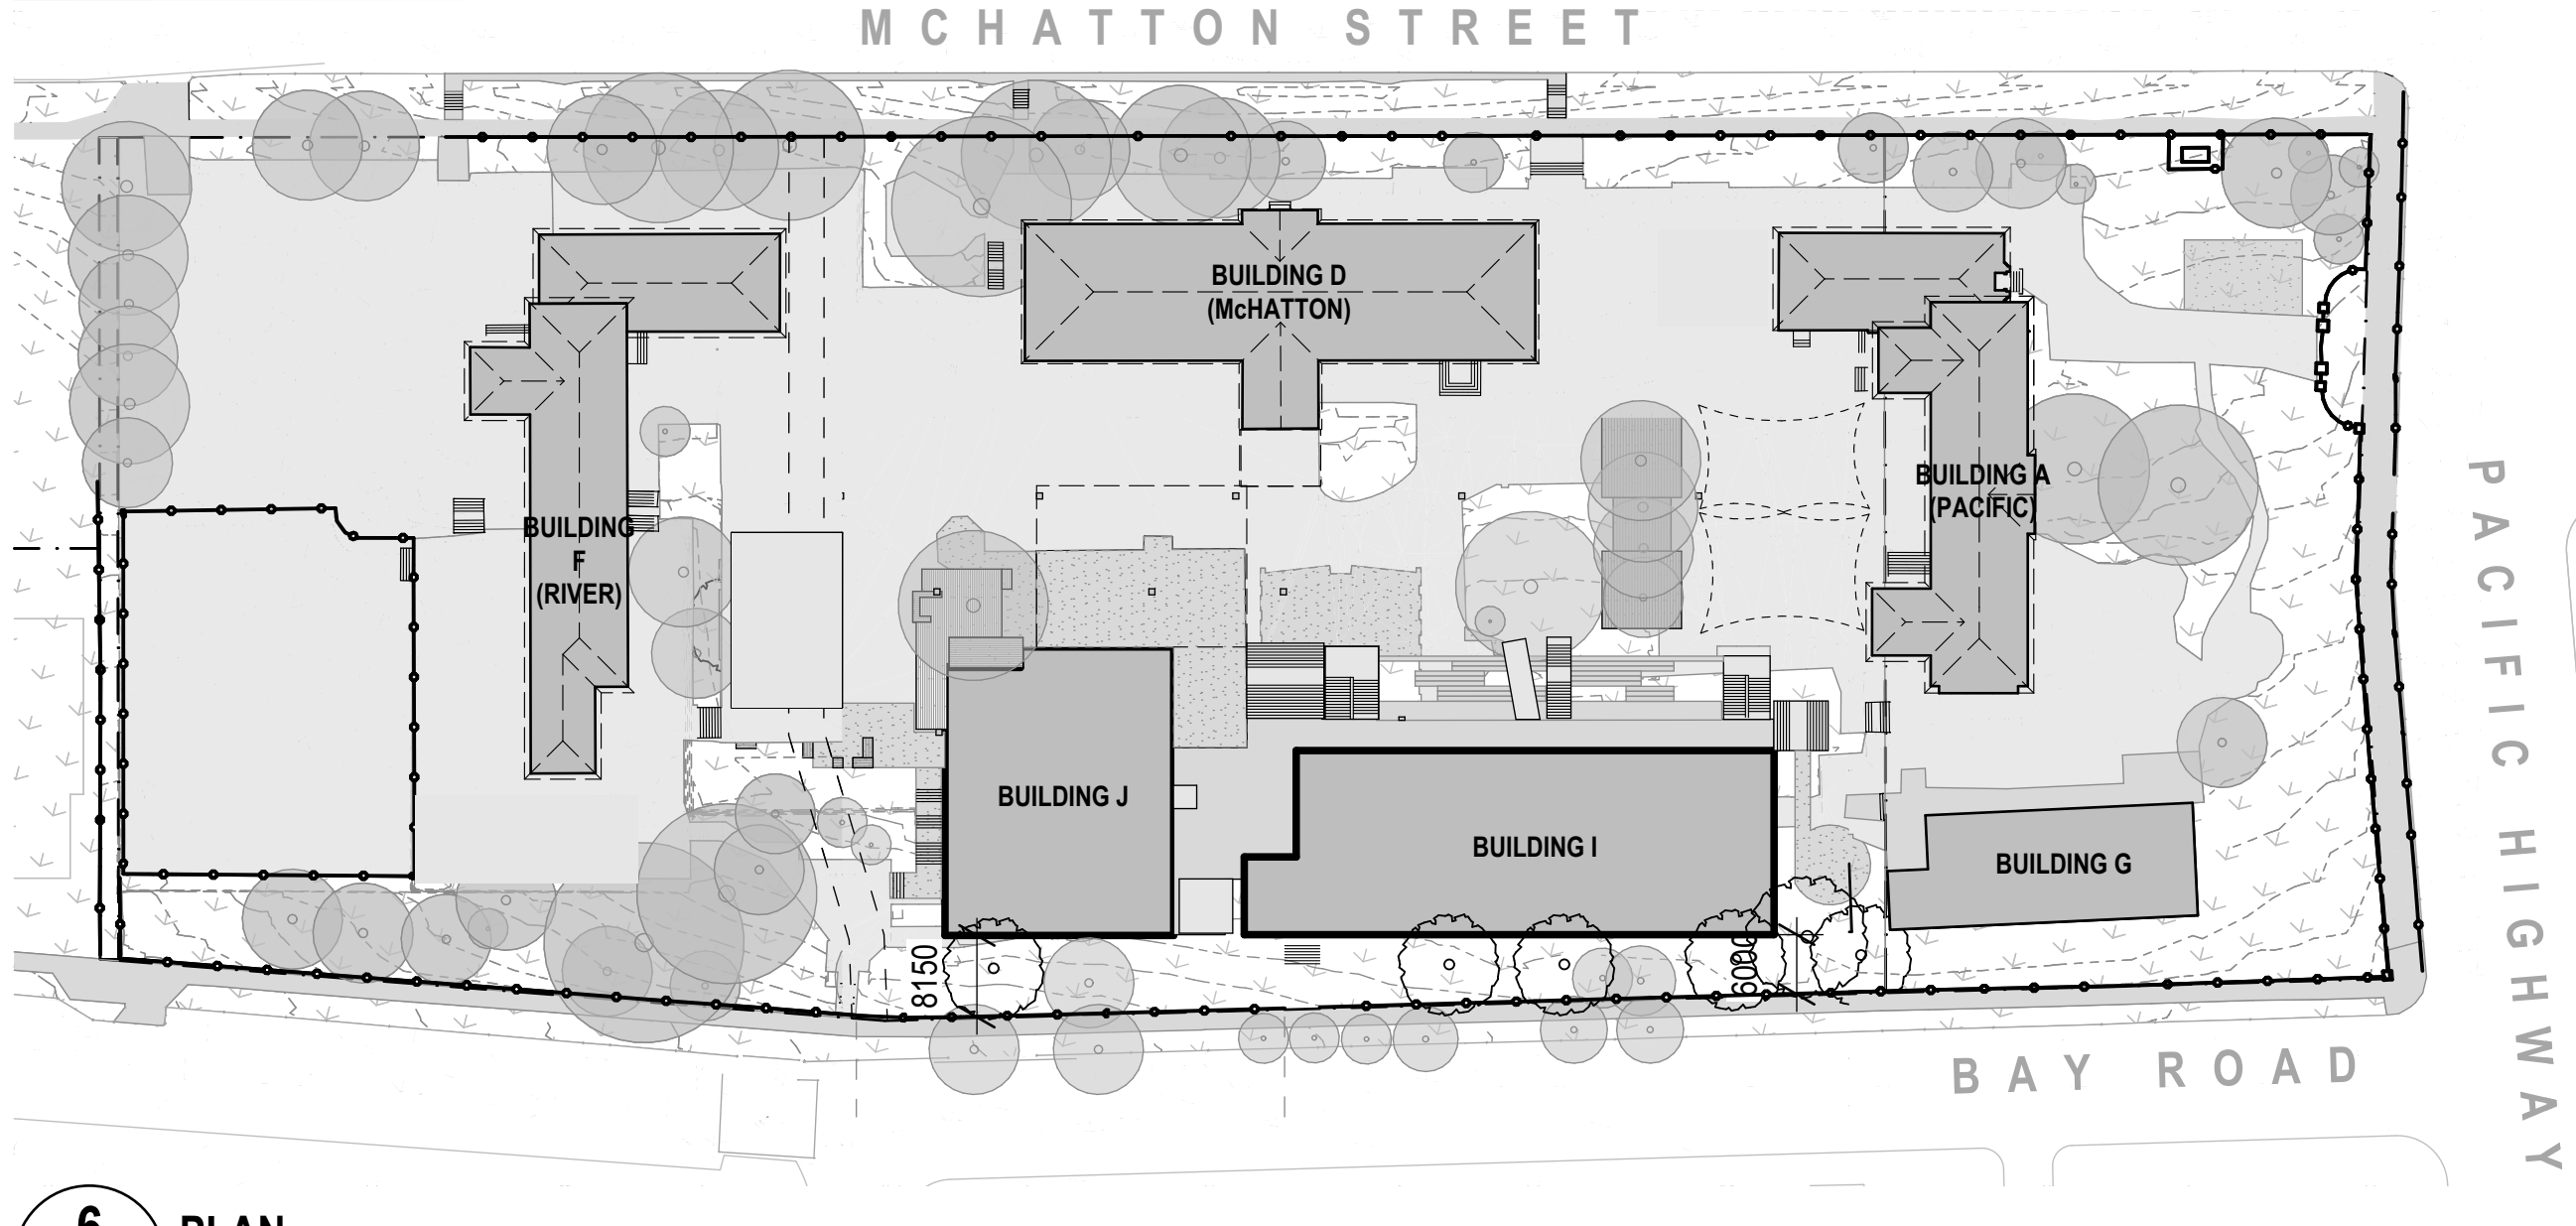 MCHATTON STREET
BUILDING D
(McHATTON)
BUILDING A
(PACIFIC)
BUILDING
F
(RIVER)
PACIFIC HIGHWAY
BUILDING J
BUILDING I
BUILDING G
8150
6000
BAY ROAD
6
PLAN